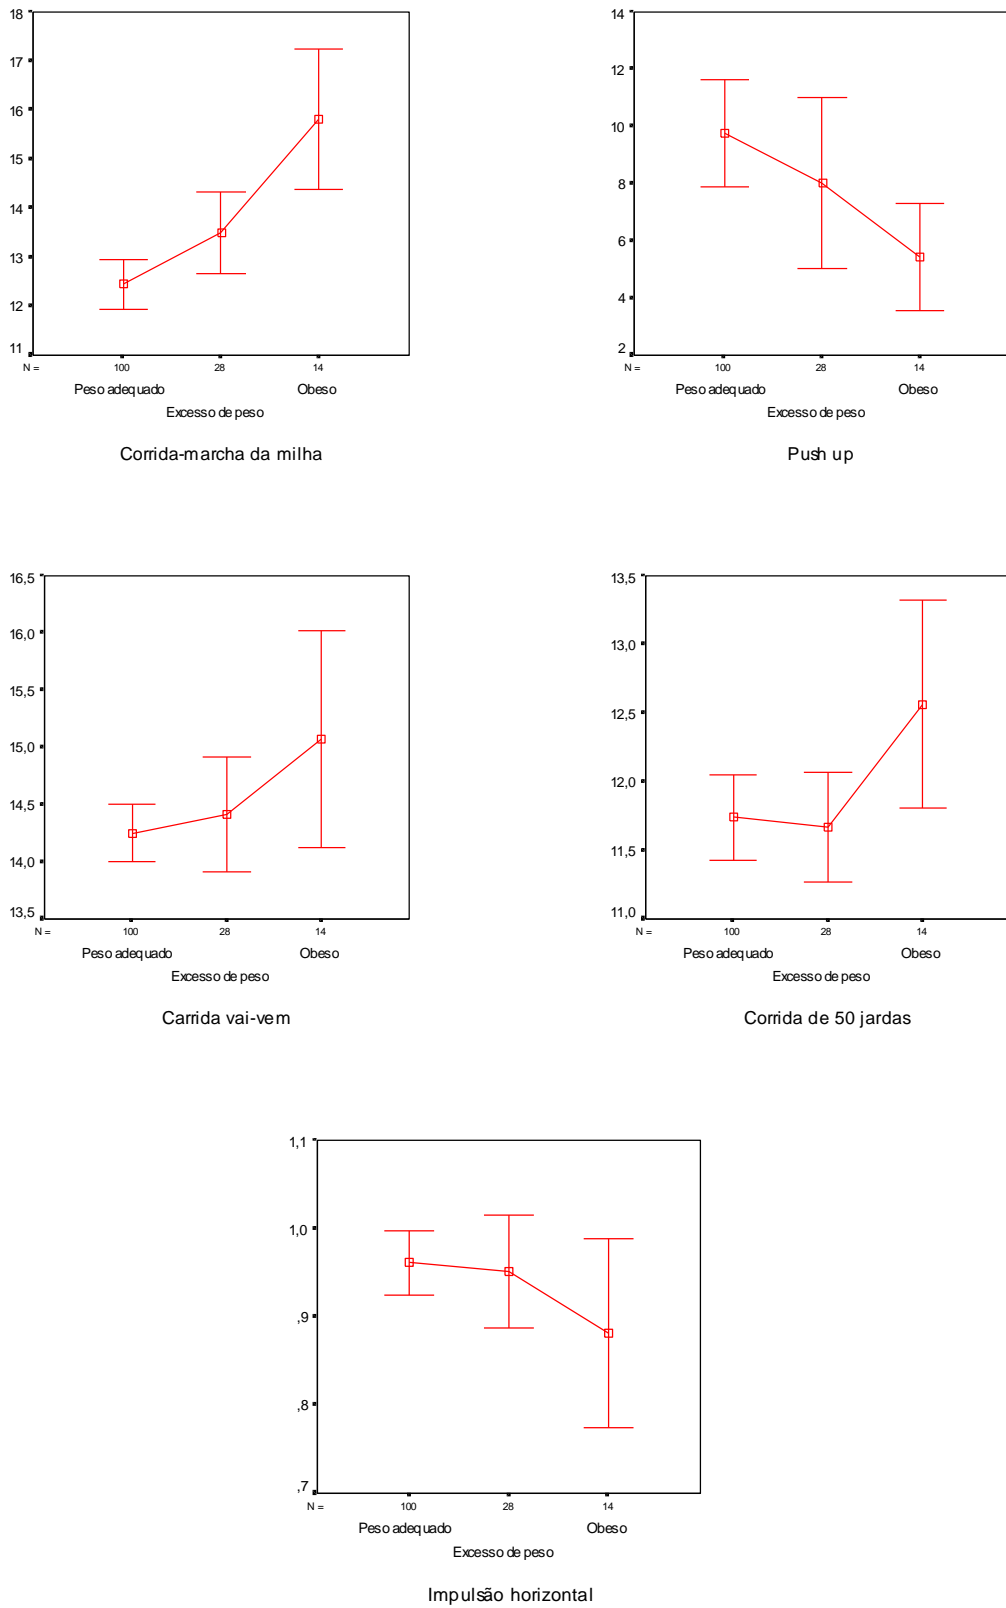 18
17
16
15
14
13
12
11
N = 100 28 14
Peso adequado Obeso
Excesso de peso
Corrida-marcha da milha
14
12
10
8
6
4
2
N = 100 28 14
Peso adequado Obeso
Excesso de peso
Push up
16,5
16,0
15,5
15,0
14,5
14,0
13,5
N = 100 28 14
Peso adequado Obeso
Excesso de peso
Carrida vai-vem
13,5
13,0
12,5
12,0
11,5
11,0
N = 100 28 14
Peso adequado Obeso
Excesso de peso
Corrida de 50 jardas
1,1
1,0
,9
,8
,7
N = 100 28 14
Peso adequado Obeso
Excesso de peso
Impulsão horizontal